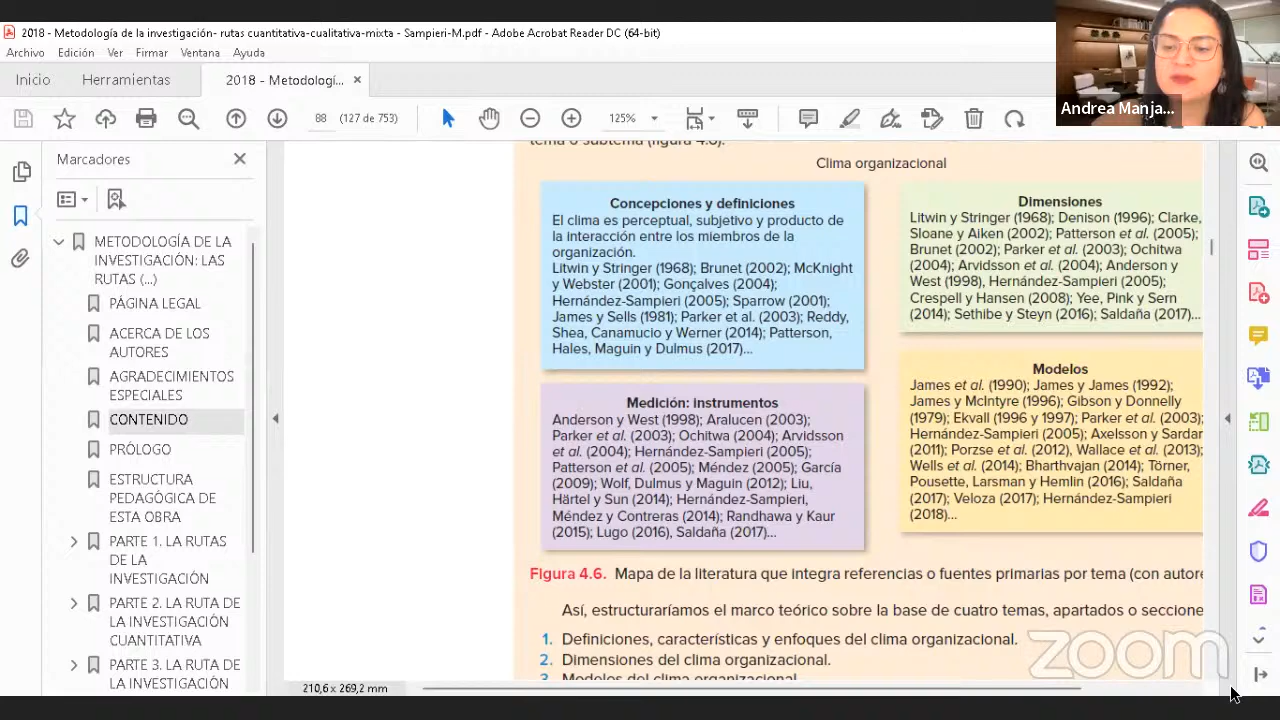 2018 - Metodología de la investigación- rutas cuantitativa-cualitativa-mixta - Sampieri-M.pdf - Adobe Acrobat Reader DC (64-bit)
Archivo Edición Ver Firmar Ventana Ayuda
Inicio Herramientas 2018 - Metodologí... ×
88 (127 de 753) 125%
Andrea Manja...
Marcadores
METODOLOGÍA DE LA
INVESTIGACIÓN: LAS
RUTAS (...)
PÁGINA LEGAL
ACERCA DE LOS
AUTORES
AGRADECIMIENTOS
ESPECIALES
CONTENIDO
PRÓLOGO
ESTRUCTURA
PEDAGÓGICA DE
ESTA OBRA
PARTE 1. LA RUTAS
DE LA
INVESTIGACIÓN
PARTE 2. LA RUTA DE
LA INVESTIGACIÓN
CUANTITATIVA
PARTE 3. LA RUTA DE
LA INVESTIGACIÓN
tema o subtema (figura 4.6).
Clima organizacional
Concepciones y definiciones
El clima es perceptual, subjetivo y producto de
la interacción entre los miembros de la
organización.
Litwin y Stringer (1968); Brunet (2002); McKnight
y Webster (2001); Gonçalves (2004);
Hernández-Sampieri (2005); Sparrow (2001);
James y Sells (1981); Parker et al. (2003); Reddy,
Shea, Canamucio y Werner (2014); Patterson,
Hales, Maguin y Dulmus (2017)...
Dimensiones
Litwin y Stringer (1968); Denison (1996); Clarke,
Sloane y Aiken (2002); Patterson et al. (2005);
Brunet (2002); Parker et al. (2003); Ochitwa
(2004); Arvidsson et al. (2004); Anderson y
West (1998), Hernández-Sampieri (2005);
Crespell y Hansen (2008); Yee, Pink y Sern
(2014); Sethibe y Steyn (2016); Saldaña (2017)...
Medición: instrumentos
Anderson y West (1998); Aralucen (2003);
Parker et al. (2003); Ochitwa (2004); Arvidsson
et al. (2004); Hernández-Sampieri (2005);
Patterson et al. (2005); Méndez (2005); García
(2009); Wolf, Dulmus y Maguin (2012); Liu,
Härtel y Sun (2014); Hernández-Sampieri,
Méndez y Contreras (2014); Randhawa y Kaur
(2015); Lugo (2016), Saldaña (2017)...
Modelos
James et al. (1990); James y James (1992);
James y McIntyre (1996); Gibson y Donnelly
(1979); Ekvall (1996 y 1997); Parker et al. (2003);
Hernández-Sampieri (2005); Axelsson y Sardar
(2011); Porzse et al. (2012), Wallace et al. (2013);
Wells et al. (2014); Bharthvajan (2014); Törner,
Pousette, Larsman y Hemlin (2016); Saldaña
(2017); Veloza (2017); Hernández-Sampieri
(2018)...
Figura 4.6. Mapa de la literatura que integra referencias o fuentes primarias por tema (con autore
Así, estructuraríamos el marco teórico sobre la base de cuatro temas, apartados o seccione
1. Definiciones, características y enfoques del clima organizacional.
2. Dimensiones del clima organizacional.
3. Modelos del clima organizacional.
zoom
210,6 x 269,2 mm